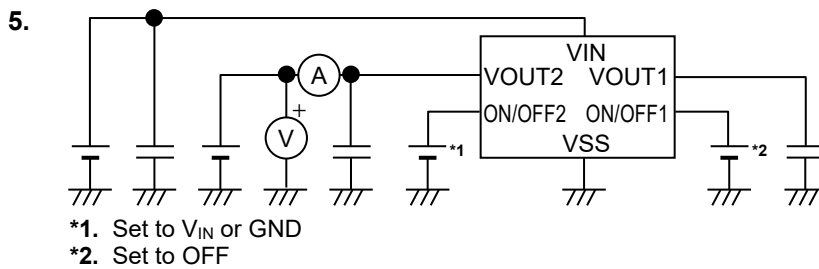 5.
VIN
A
VOUT2 VOUT1
ON/OFF2 ON/OFF1
+
V
*1
VSS
*2
*1. Set to VIN or GND
*2. Set to OFF